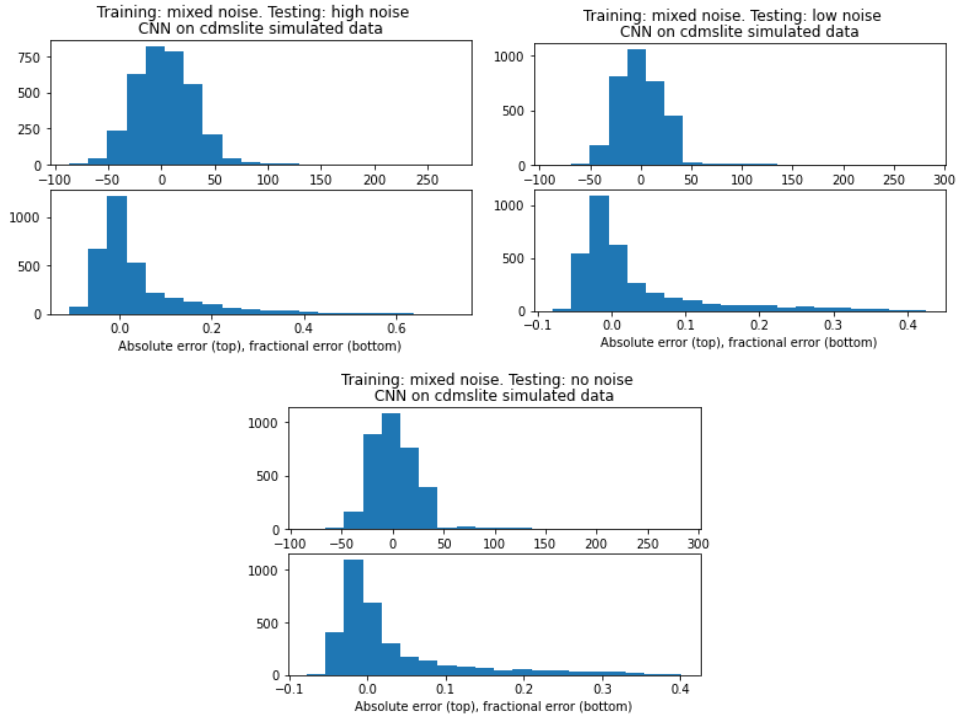 Training: mixed noise. Testing: high noise
CNN on cdmslite simulated data
750
500
250
0
−100 −50 0 50 100 150 200 250
1000
500
0
0.0 0.2 0.4 0.6
Absolute error (top), fractional error (bottom)
Training: mixed noise. Testing: low noise
CNN on cdmslite simulated data
1000
500
0
−100 −50 0 50 100 150 200 250 300
1000
500
0
−0.1 0.0 0.1 0.2 0.3 0.4
Absolute error (top), fractional error (bottom)
Training: mixed noise. Testing: no noise
CNN on cdmslite simulated data
1000
500
0
−100 −50 0 50 100 150 200 250 300
1000
500
0
−0.1 0.0 0.1 0.2 0.3 0.4
Absolute error (top), fractional error (bottom)